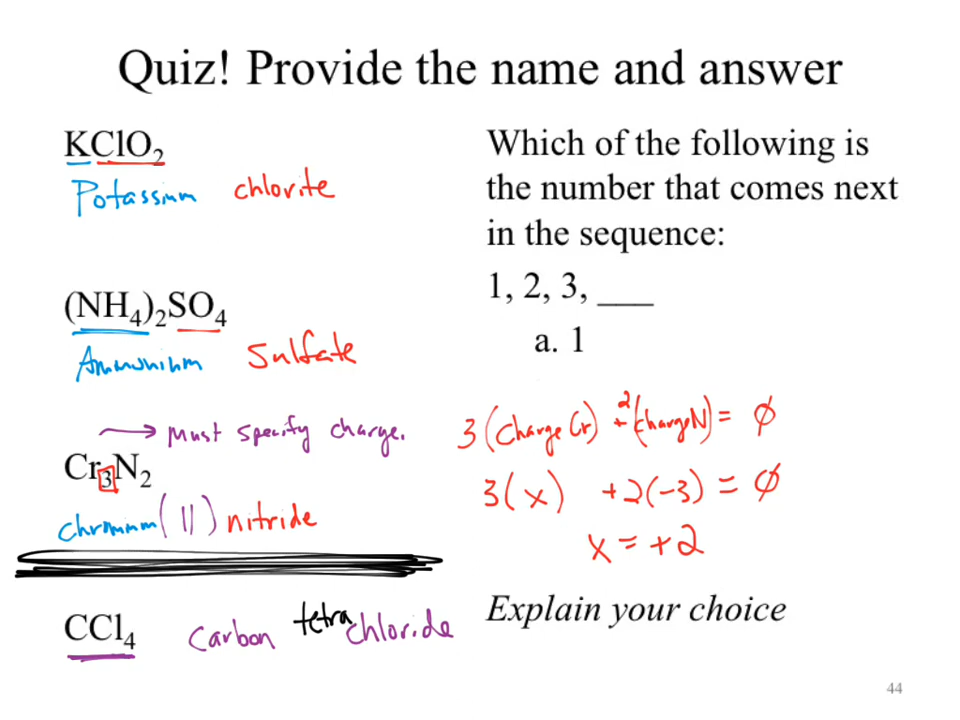 Quiz! Provide the name and answer
KClO2
Potassium chlorite
(NH4)2SO4
Ammonium sulfate
→ Must specify charge.
Cr3N2
chromium (II) nitride
CCl4 Carbon tetrachloride
Which of the following is
the number that comes next
in the sequence:
1, 2, 3, ___
a. 1
3(charge Cr) + 2(charge N) = ∅
3(x) + 2(-3) = ∅
x = +2
Explain your choice
44